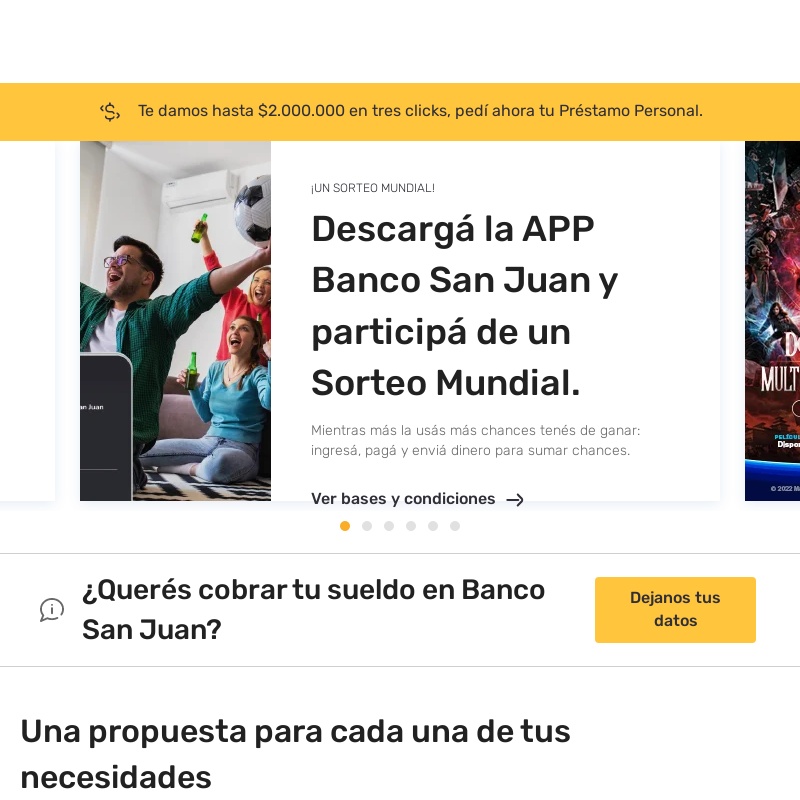 Te damos hasta $2.000.000 en tres clicks, pedí ahora tu Préstamo Personal.
¡UN SORTEO MUNDIAL!
Descargá la APP
Banco San Juan y
participá de un
Sorteo Mundial.
Mientras más la usás más chances tenés de ganar:
ingresá, pagá y enviá dinero para sumar chances.
Ver bases y condiciones
an Juan
MULT
© 2022 M
¿Querés cobrar tu sueldo en Banco
San Juan?
Dejanos tus
datos
Una propuesta para cada una de tus
necesidades